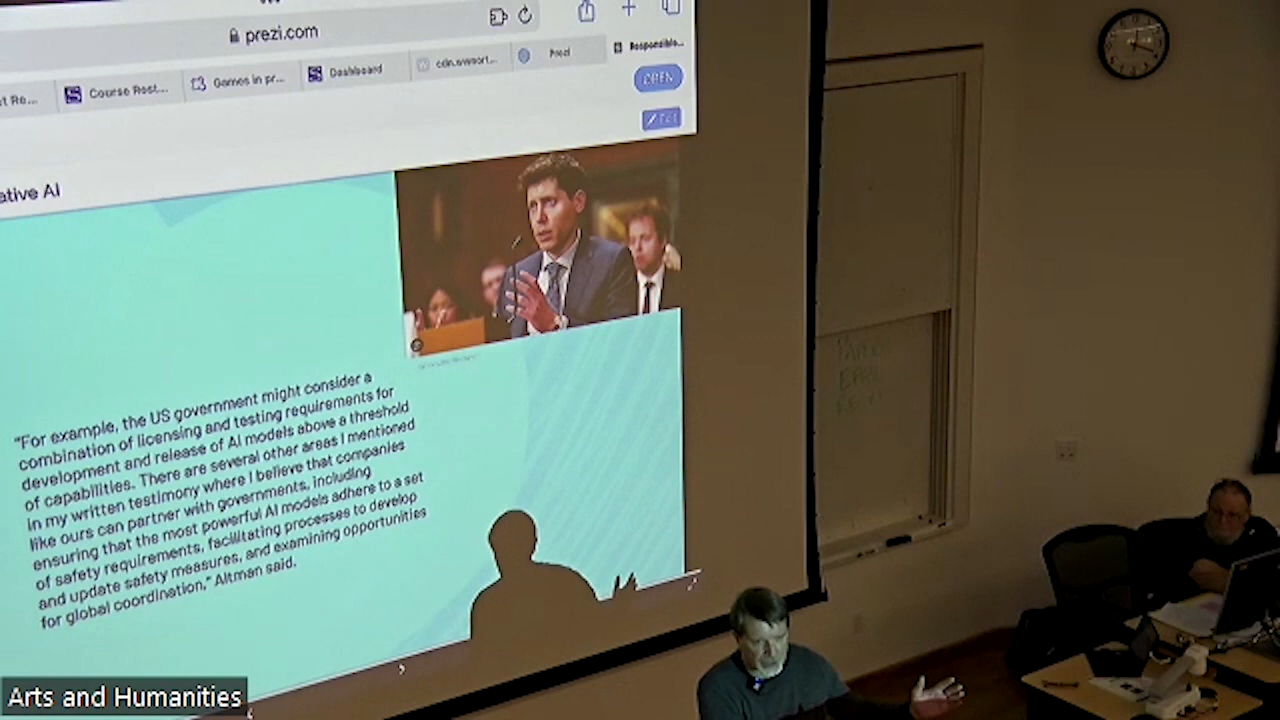 prezi.com
Course Rost...
Games in pr...
Dashboard
Prezi
Responsible...
OPEN
ative AI
"For example, the US government might consider a
combination of licensing and testing requirements for
development and release of AI models above a threshold
of capabilities. There are several other areas I mentioned
in my written testimony where I believe that companies
like ours can partner with governments, including
ensuring that the most powerful AI models adhere to a set
of safety requirements, facilitating processes to develop
and update safety measures, and examining opportunities
for global coordination," Altman said.
Arts and Humanities